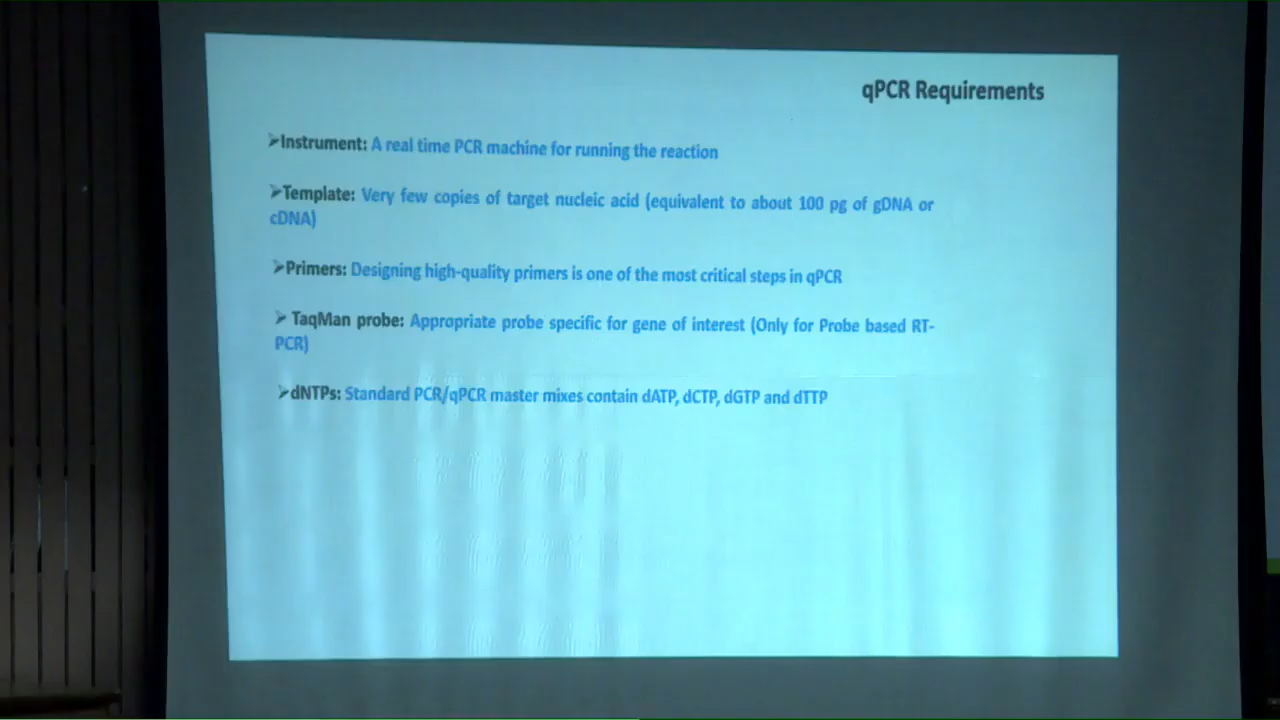 qPCR Requirements
➢Instrument: A real time PCR machine for running the reaction
➢Template: Very few copies of target nucleic acid (equivalent to about 100 pg of gDNA or
cDNA)
➢Primers: Designing high-quality primers is one of the most critical steps in qPCR
➢ TaqMan probe: Appropriate probe specific for gene of interest (Only for Probe based RT-
PCR)
➢dNTPs: Standard PCR/qPCR master mixes contain dATP, dCTP, dGTP and dTTP